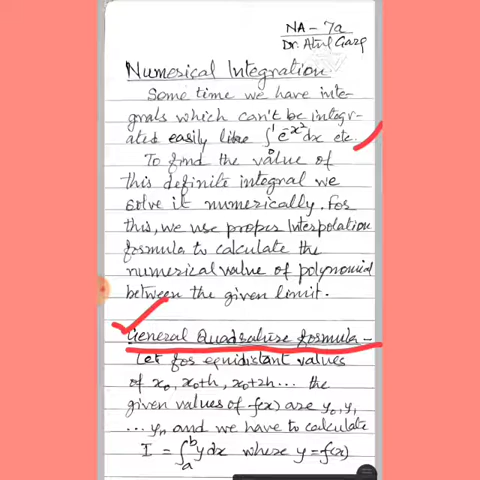 NA - 7a
Dr. Atul Garg
Numerical Integration
Some time we have inte-
grals which can't be integr-
ated easily like ∫₀¹ e^{-x²}dx etc.
To find the value of
this definite integral we
solve it numerically. For
this, we use proper Interpolation
formula to calculate the
numerical value of polynomial
between the given limit.
General Quadrature formula-
Let for equidistant values
of x₀, x₀+h, x₀+2h... the
given values of f(x) are y₀, y₁
... yₙ and we have to calculate
I = ∫ₐᵇ y dx where y = f(x)